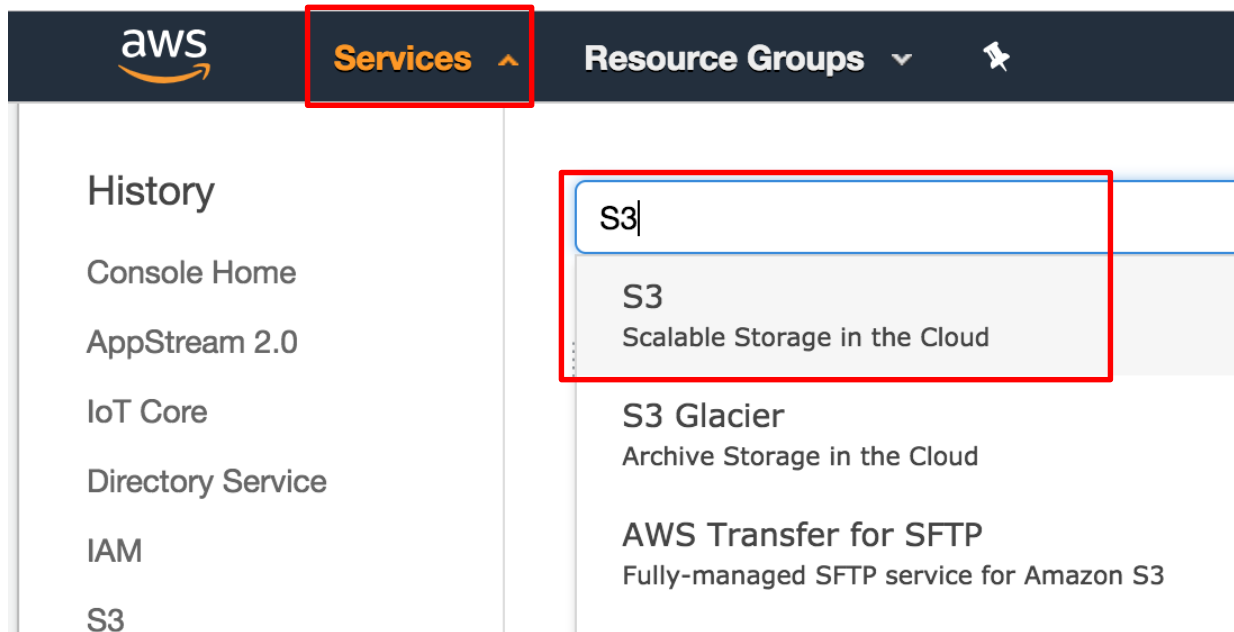 aws
Services
Resource Groups
History
Console Home
AppStream 2.0
IoT Core
Directory Service
IAM
S3
S3
S3
Scalable Storage in the Cloud
S3 Glacier
Archive Storage in the Cloud
AWS Transfer for SFTP
Fully-managed SFTP service for Amazon S3